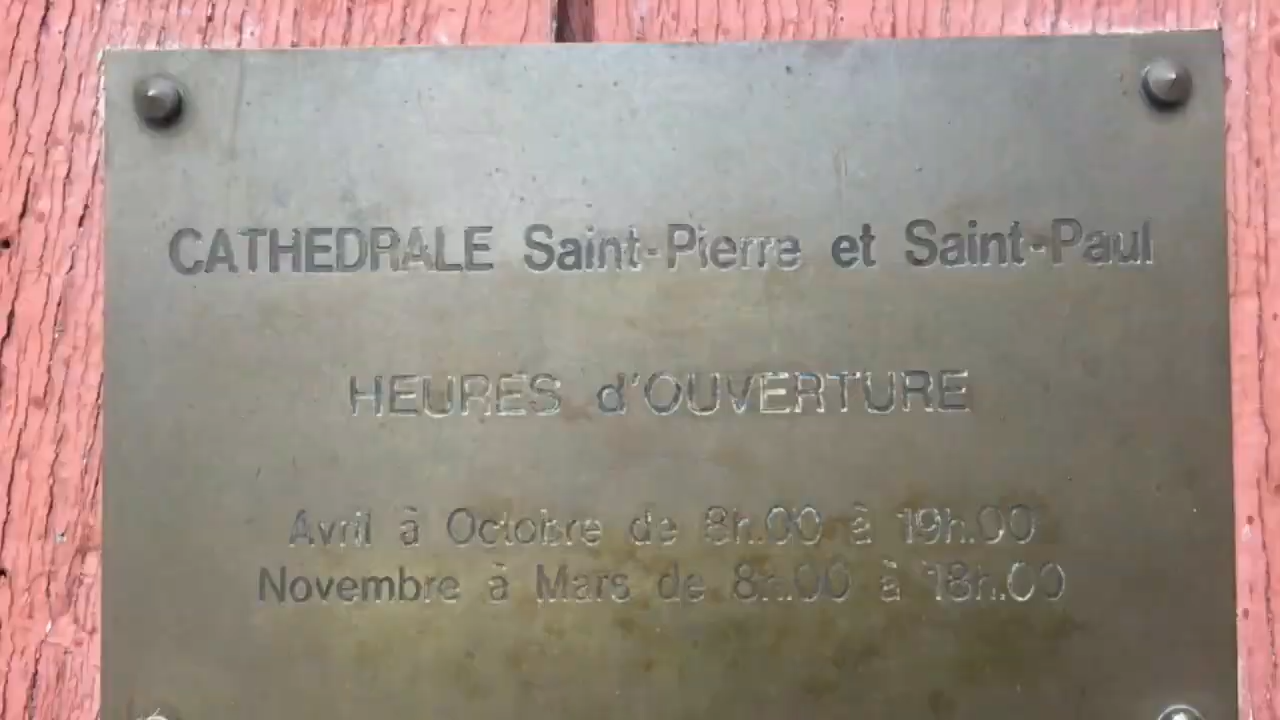 CATHEDRALE Saint-Pierre et Saint-Paul
HEURES d'OUVERTURE
Avril à Octobre de 8h.00 à 19h.00
Novembre à Mars de 8h.00 à 18h.00